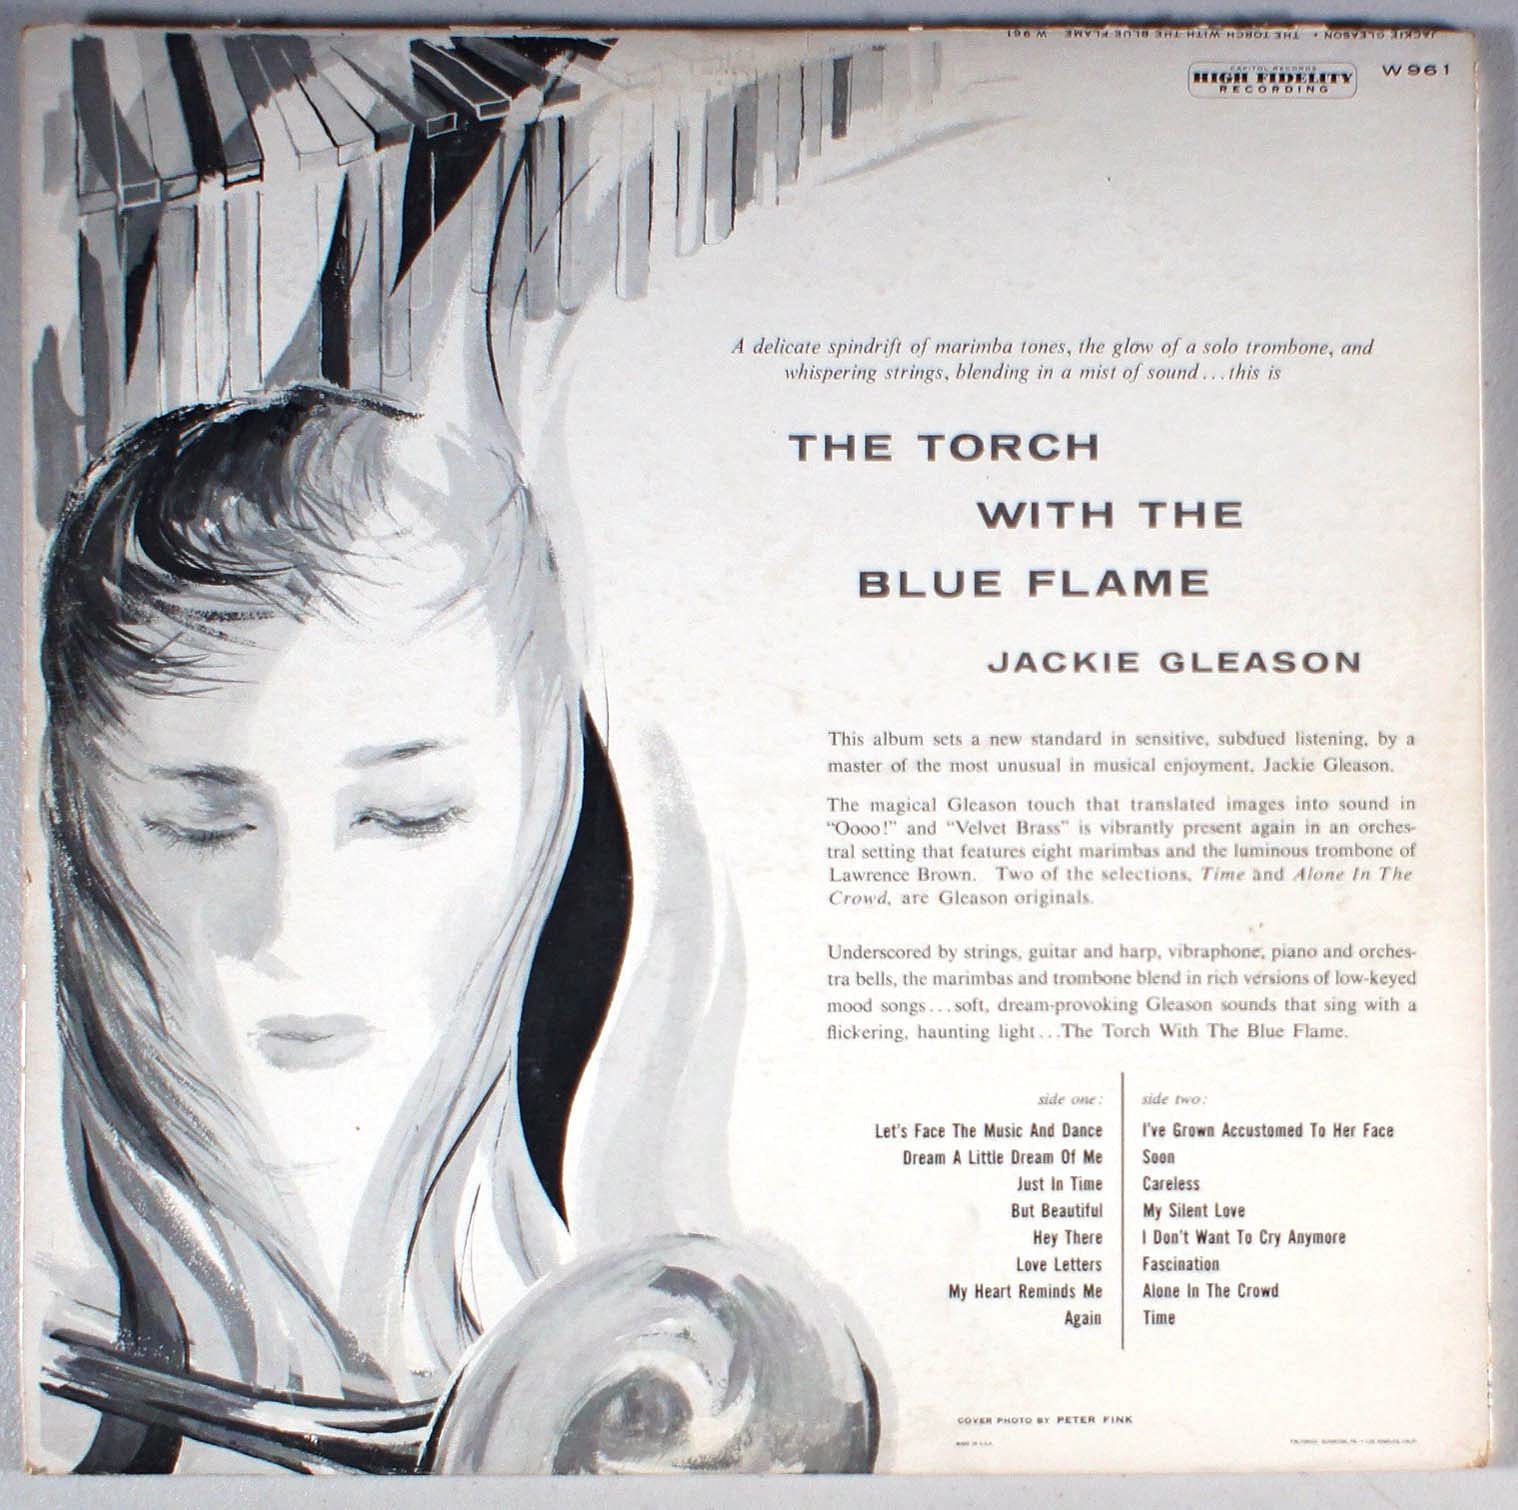 JACKIE GLEASON • THE TORCH WITH THE BLUE FLAME W 961
CAPITOL RECORDS
HIGH FIDELITY
RECORDING
W961
A delicate spindrift of marimba tones, the glow of a solo trombone, and
whispering strings, blending in a mist of sound...this is
THE TORCH
WITH THE
BLUE FLAME
JACKIE GLEASON
This album sets a new standard in sensitive, subdued listening, by a
master of the most unusual in musical enjoyment, Jackie Gleason.
The magical Gleason touch that translated images into sound in
"Oooo!" and "Velvet Brass" is vibrantly present again in an orches-
tral setting that features eight marimbas and the luminous trombone of
Lawrence Brown. Two of the selections, Time and Alone In The
Crowd, are Gleason originals.
Underscored by strings, guitar and harp, vibraphone, piano and orches-
tra bells, the marimbas and trombone blend in rich versions of low-keyed
mood songs...soft, dream-provoking Gleason sounds that sing with a
flickering, haunting light...The Torch With The Blue Flame.
side one:
Let's Face The Music And Dance
Dream A Little Dream Of Me
Just In Time
But Beautiful
Hey There
Love Letters
My Heart Reminds Me
Again
side two:
I've Grown Accustomed To Her Face
Soon
Careless
My Silent Love
I Don't Want To Cry Anymore
Fascination
Alone In The Crowd
Time
COVER PHOTO BY PETER FINK
MADE IN U.S.A.